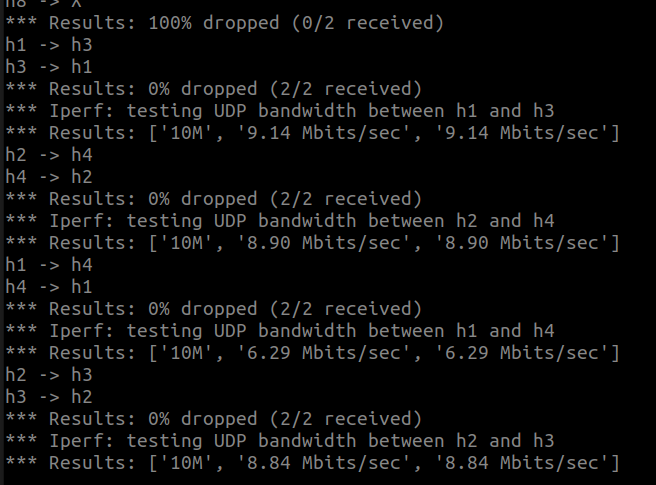 h8 -> X
*** Results: 100% dropped (0/2 received)
h1 -> h3
h3 -> h1
*** Results: 0% dropped (2/2 received)
*** Iperf: testing UDP bandwidth between h1 and h3
*** Results: ['10M', '9.14 Mbits/sec', '9.14 Mbits/sec']
h2 -> h4
h4 -> h2
*** Results: 0% dropped (2/2 received)
*** Iperf: testing UDP bandwidth between h2 and h4
*** Results: ['10M', '8.90 Mbits/sec', '8.90 Mbits/sec']
h1 -> h4
h4 -> h1
*** Results: 0% dropped (2/2 received)
*** Iperf: testing UDP bandwidth between h1 and h4
*** Results: ['10M', '6.29 Mbits/sec', '6.29 Mbits/sec']
h2 -> h3
h3 -> h2
*** Results: 0% dropped (2/2 received)
*** Iperf: testing UDP bandwidth between h2 and h3
*** Results: ['10M', '8.84 Mbits/sec', '8.84 Mbits/sec']